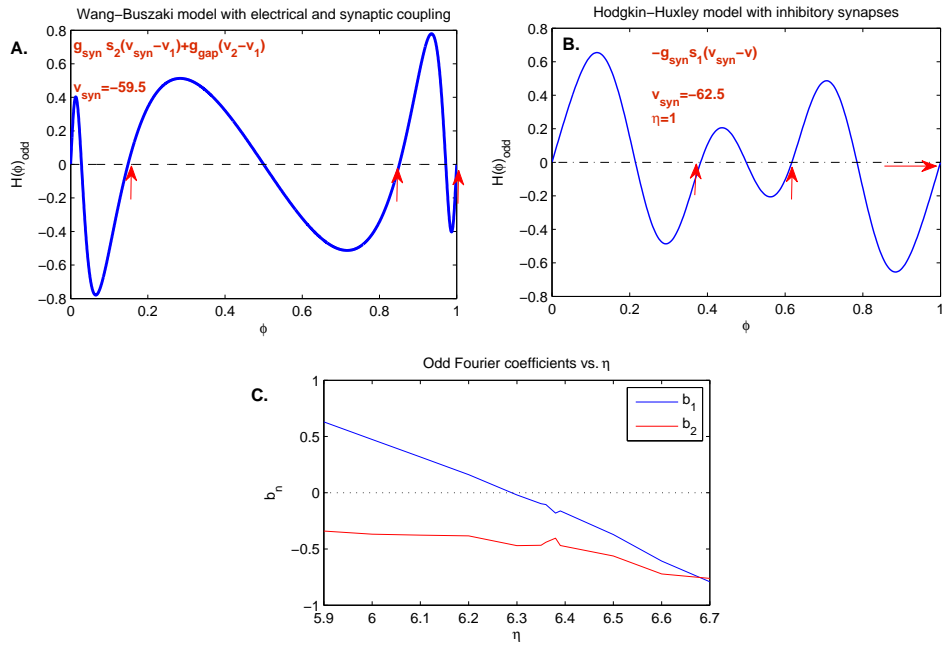 Wang−Buszaki model with electrical and synaptic coupling
A.
g_syn s_2(v_syn−v_1)+g_gap(v_2−v_1)
v_syn=−59.5
0.8
0.6
0.4
0.2
0
−0.2
−0.4
−0.6
−0.8
H(ϕ)_odd
0
0.2
0.4
0.6
0.8
1
ϕ
Hodgkin−Huxley model with inhibitory synapses
B.
−g_syn s_1(v_syn−v)
v_syn=−62.5
η=1
0.8
0.6
0.4
0.2
0
−0.2
−0.4
−0.6
−0.8
H(ϕ)_odd
0
0.2
0.4
0.6
0.8
1
ϕ
Odd Fourier coefficients vs. η
C.
b_1
b_2
1
0.5
0
−0.5
−1
b_n
5.9
6
6.1
6.2
6.3
6.4
6.5
6.6
6.7
η